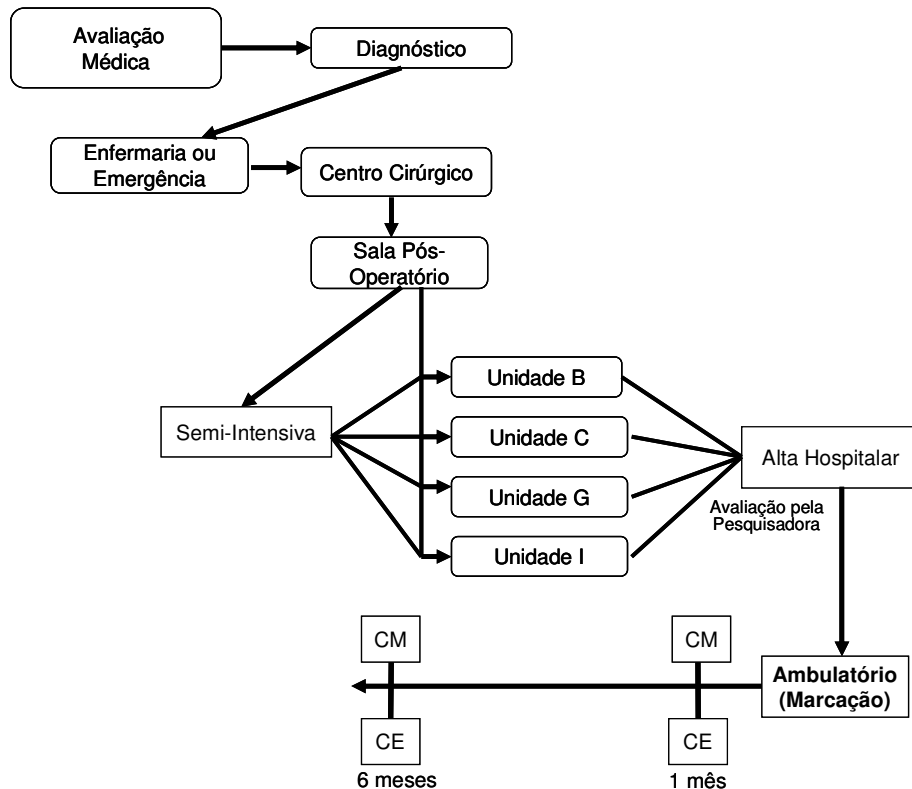 Avaliação
Médica
Diagnóstico
Enfermaria ou
Emergência
Centro Cirúrgico
Sala Pós-
Operatório
Unidade B
Semi-Intensiva
Unidade C
Alta Hospitalar
Unidade G
Avaliação pela
Pesquisadora
Unidade I
CM
CM
Ambulatório
(Marcação)
CE
CE
6 meses
1 mês